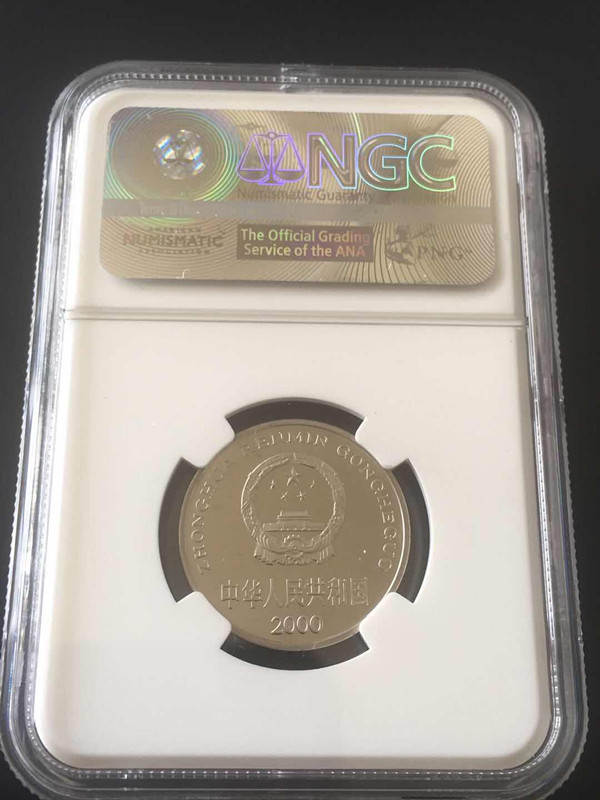 NGC
Numismatic Guaranty
AMERICAN
NUMISMATIC
ASSOCIATION
The Official Grading
Service of the ANA
P·N·G
ZHONGHUA RENMIN GONGHEGUO
中华人民共和国
2000